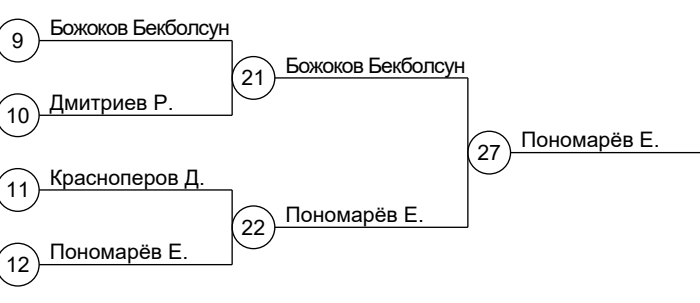 9 Божоков Бекболсун
10 Дмитриев Р.
21 Божоков Бекболсун
11 Красноперов Д.
12 Пономарёв Е.
22 Пономарёв Е.
27 Пономарёв Е.